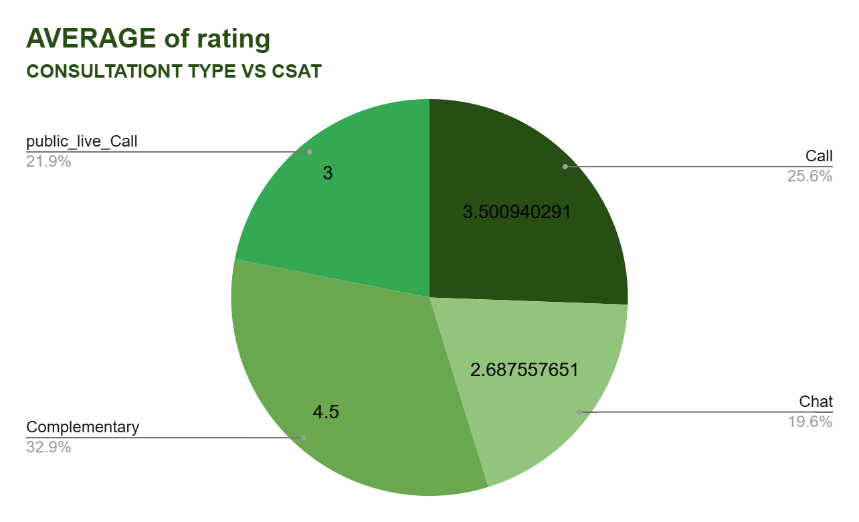 AVERAGE of rating
CONSULTATIONT TYPE VS CSAT
public_live_Call
21.9%
3
Call
25.6%
3.500940291
2.687557651
Chat
19.6%
4.5
Complementary
32.9%